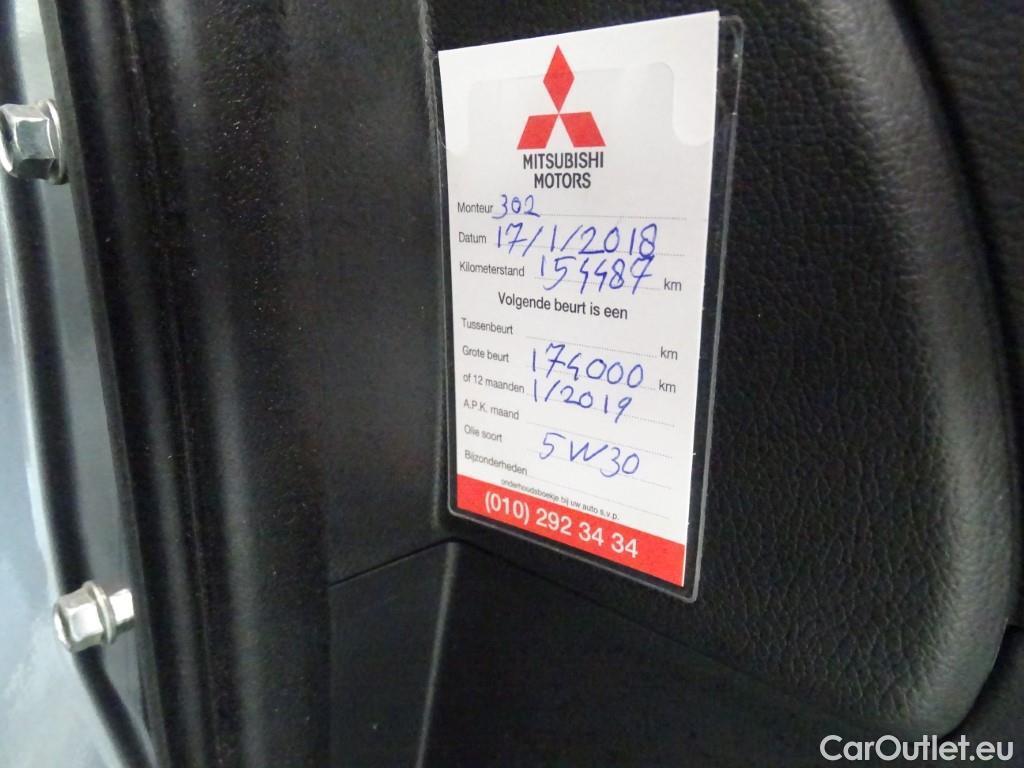 MITSUBISHI
MOTORS
Monteur 302
Datum 17/1/2018
Kilometerstand 154487 km
Volgende beurt is een
Tussenbeurt km
Grote beurt 174000 km
of 12 maanden 1/2019
A.P.K. maand
Olie soort 5W30
Bijzonderheden
onderhoudsboekje bij uw auto s.v.p.
(010) 292 34 34
CarOutlet.eu